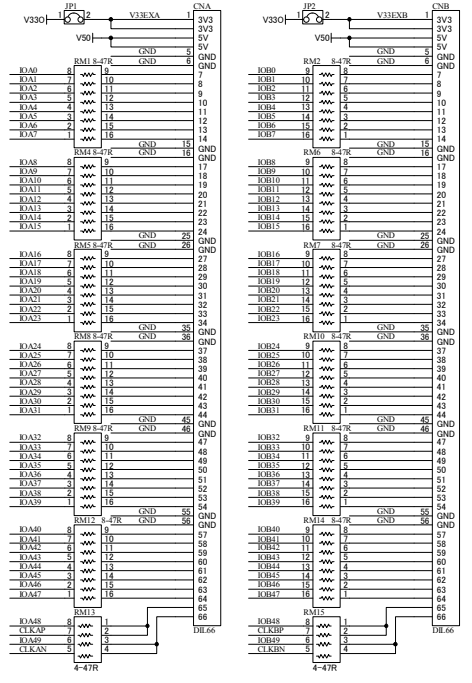 JP1 CNA
V33O 1 2 V33EXA 1 3V3
V33EXA 3V3
V50 5V
5V
GND 5 GND
GND 6 GND
RM1 8-47R
IOA0 8 9 7
IOA1 7 10 8
IOA2 6 11 9
IOA3 5 12 10
IOA4 4 13 11
IOA5 3 14 12
IOA6 2 15 13
IOA7 1 16 14
GND 15 GND
GND 16 GND
RM4 8-47R
IOA8 8 9 17
IOA9 7 10 18
IOA10 6 11 19
IOA11 5 12 20
IOA12 4 13 21
IOA13 3 14 22
IOA14 2 15 23
IOA15 1 16 24
GND 25 GND
GND 26 GND
RM5 8-47R
IOA16 8 9 27
IOA17 7 10 28
IOA18 6 11 29
IOA19 5 12 30
IOA20 4 13 31
IOA21 3 14 32
IOA22 2 15 33
IOA23 1 16 34
GND 35 GND
GND 36 GND
RM8 8-47R
IOA24 8 9 37
IOA25 7 10 38
IOA26 6 11 39
IOA27 5 12 40
IOA28 4 13 41
IOA29 3 14 42
IOA30 2 15 43
IOA31 1 16 44
GND 45 GND
GND 46 GND
RM9 8-47R
IOA32 8 9 47
IOA33 7 10 48
IOA34 6 11 49
IOA35 5 12 50
IOA36 4 13 51
IOA37 3 14 52
IOA38 2 15 53
IOA39 1 16 54
GND 55 GND
GND 56 GND
RM12 8-47R
IOA40 8 9 57
IOA41 7 10 58
IOA42 6 11 59
IOA43 5 12 60
IOA44 4 13 61
IOA45 3 14 62
IOA46 2 15 63
IOA47 1 16 64
RM13 65
IOA48 8 1 66
CLKAP 7 2 DIL66
IOA49 6 3
CLKAN 5 4
4-47R
JP2 CNB
V33O 1 2 V33EXB 1 3V3
V33EXB 3V3
V50 5V
5V
GND 5 GND
GND 6 GND
RM2 8-47R
IOB0 9 8 7
IOB1 10 7 8
IOB2 11 6 9
IOB3 12 5 10
IOB4 13 4 11
IOB5 14 3 12
IOB6 15 2 13
IOB7 16 1 14
GND 15 GND
GND 16 GND
RM6 8-47R
IOB8 9 8 17
IOB9 10 7 18
IOB10 11 6 19
IOB11 12 5 20
IOB12 13 4 21
IOB13 14 3 22
IOB14 15 2 23
IOB15 16 1 24
GND 25 GND
GND 26 GND
RM7 8-47R
IOB16 9 8 27
IOB17 10 7 28
IOB18 11 6 29
IOB19 12 5 30
IOB20 13 4 31
IOB21 14 3 32
IOB22 15 2 33
IOB23 16 1 34
GND 35 GND
GND 36 GND
RM10 8-47R
IOB24 9 8 37
IOB25 10 7 38
IOB26 11 6 39
IOB27 12 5 40
IOB28 13 4 41
IOB29 14 3 42
IOB30 15 2 43
IOB31 16 1 44
GND 45 GND
GND 46 GND
RM11 8-47R
IOB32 9 8 47
IOB33 10 7 48
IOB34 11 6 49
IOB35 12 5 50
IOB36 13 4 51
IOB37 14 3 52
IOB38 15 2 53
IOB39 16 1 54
GND 55 GND
GND 56 GND
RM14 8-47R
IOB40 9 8 57
IOB41 10 7 58
IOB42 11 6 59
IOB43 12 5 60
IOB44 13 4 61
IOB45 14 3 62
IOB46 15 2 63
IOB47 16 1 64
RM15 65
IOB48 8 1 66
CLKBP 7 2 DIL66
IOB49 6 3
CLKBN 5 4
4-47R